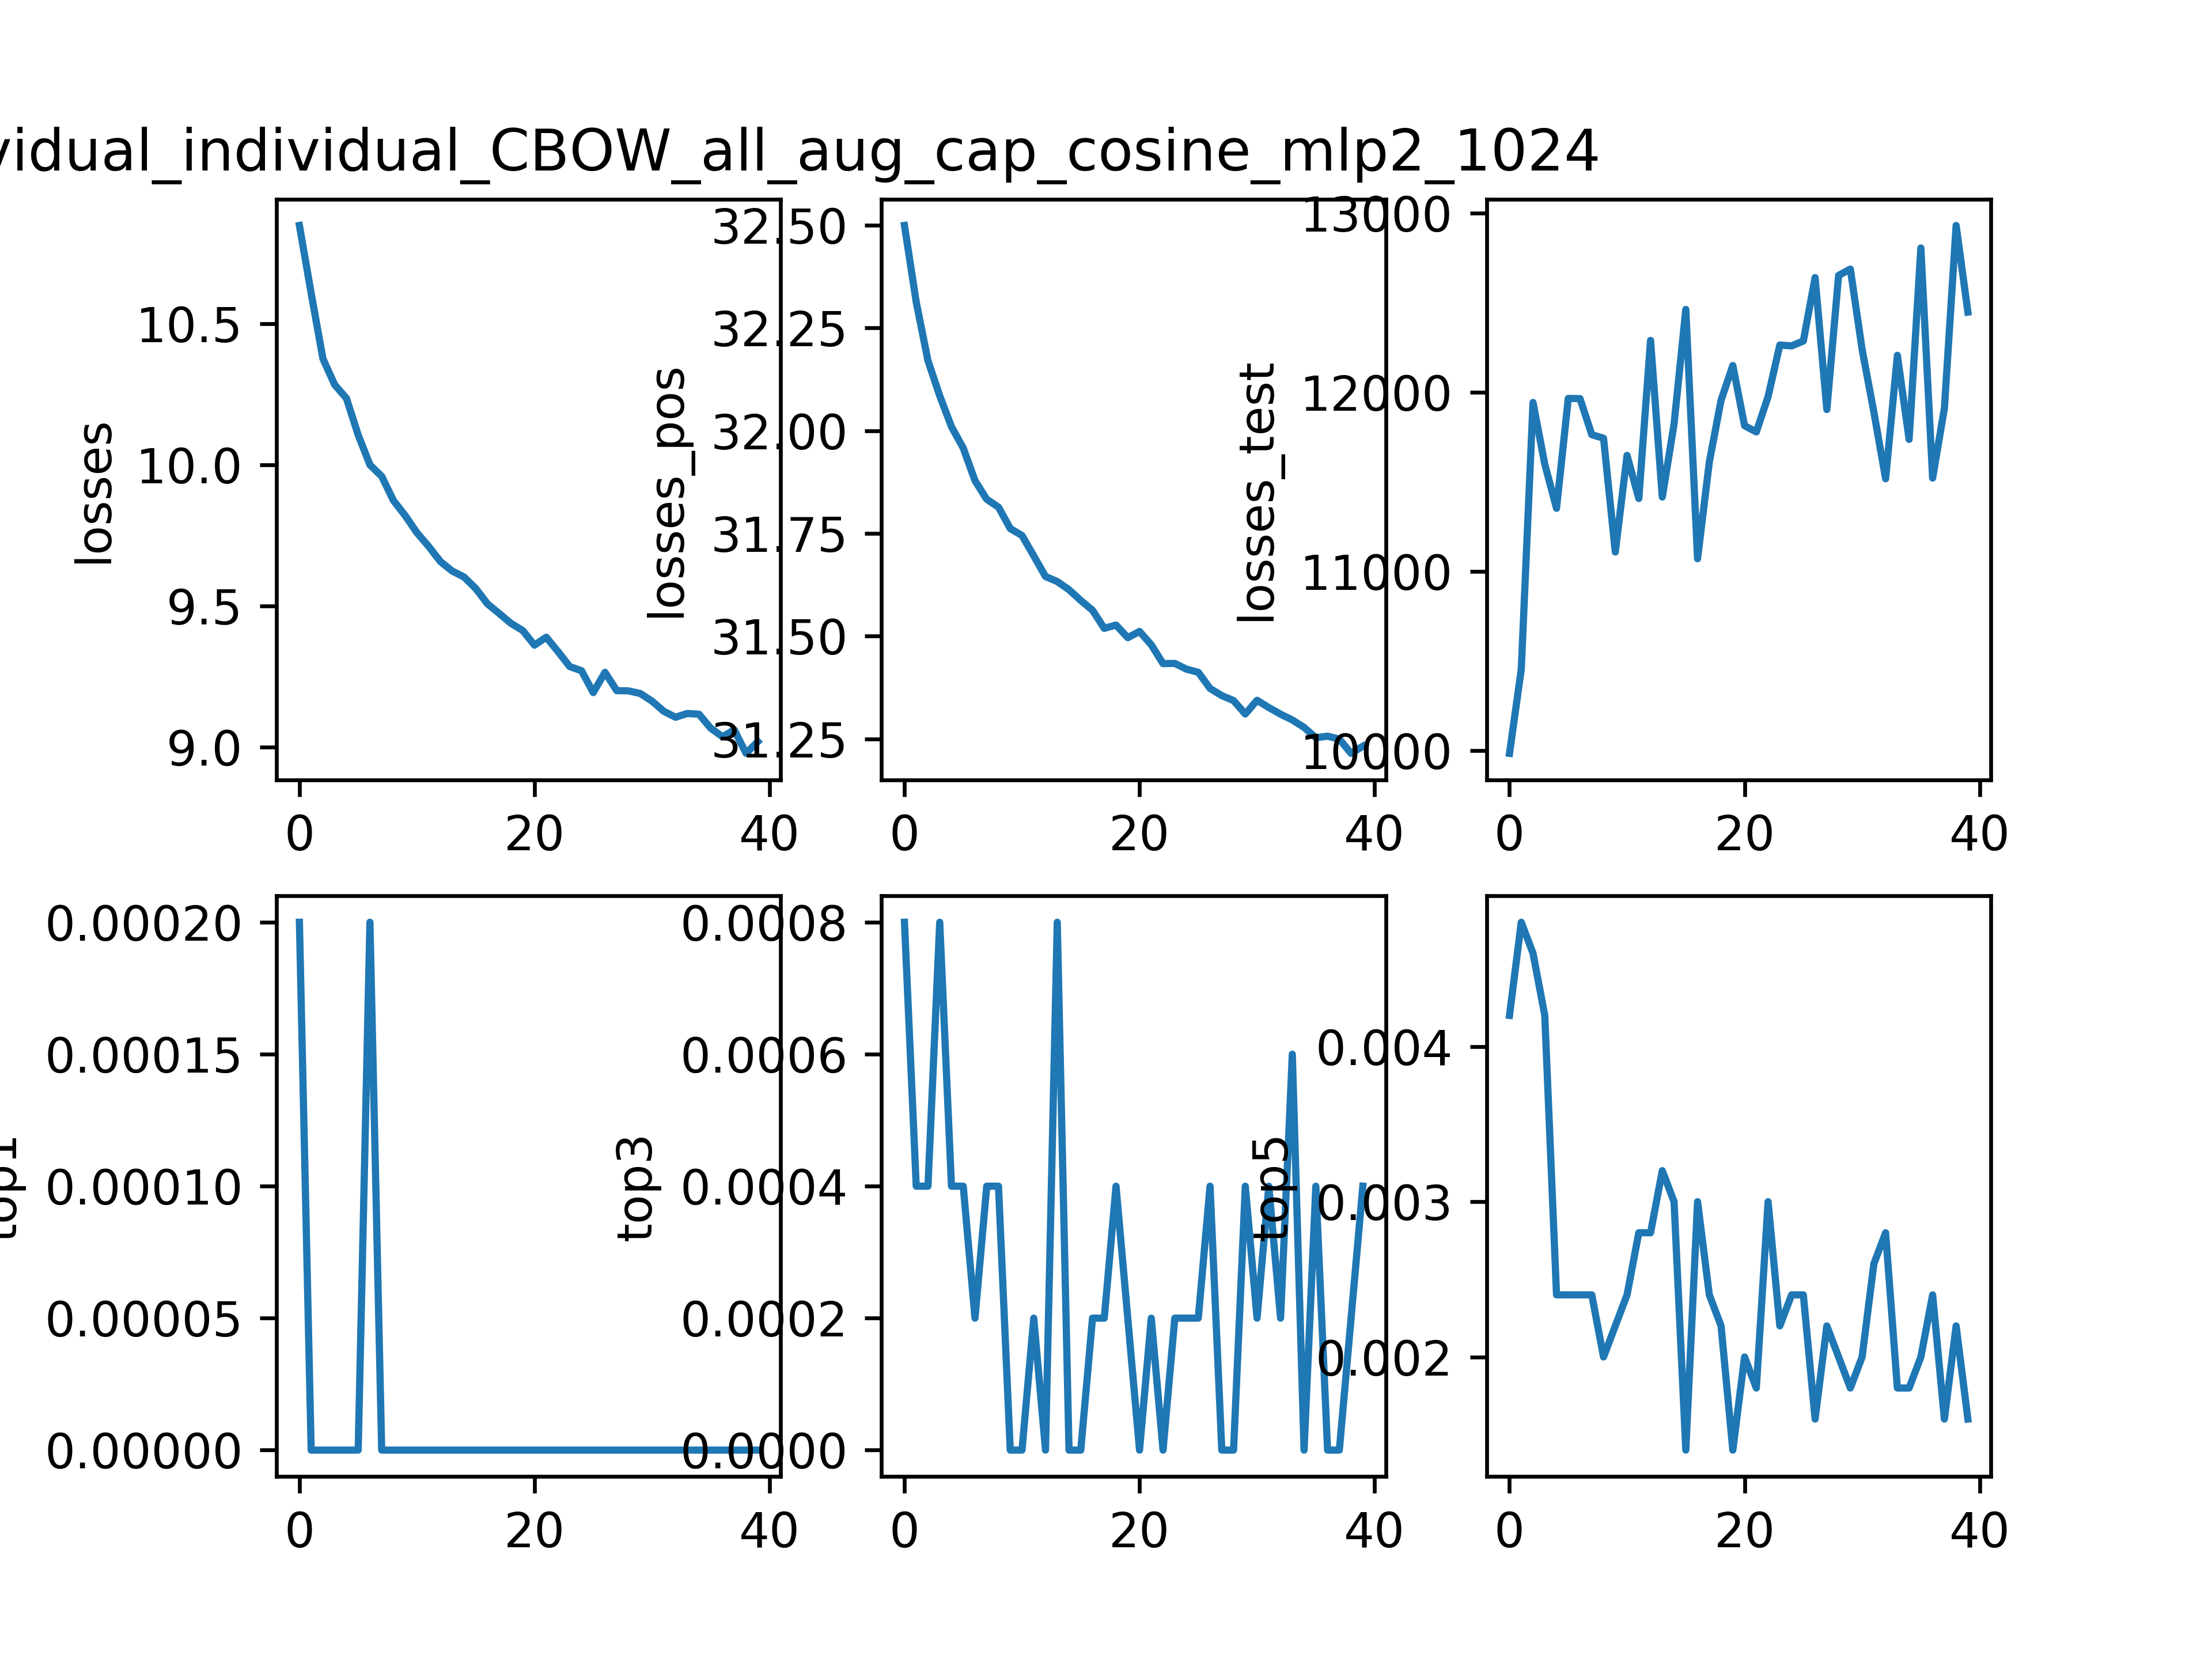 vidual_individual_CBOW_all_aug_cap_cosine_mlp2_1024
losses
10.5
10.0
9.5
9.0
0 20 40
losses_pos
32.50
32.25
32.00
31.75
31.50
31.25
0 20 40
losses_test
13000
12000
11000
10000
0 20 40
top1
0.00020
0.00015
0.00010
0.00005
0.00000
0 20 40
top3
0.0008
0.0006
0.0004
0.0002
0.0000
0 20 40
top5
0.004
0.003
0.002
0 20 40